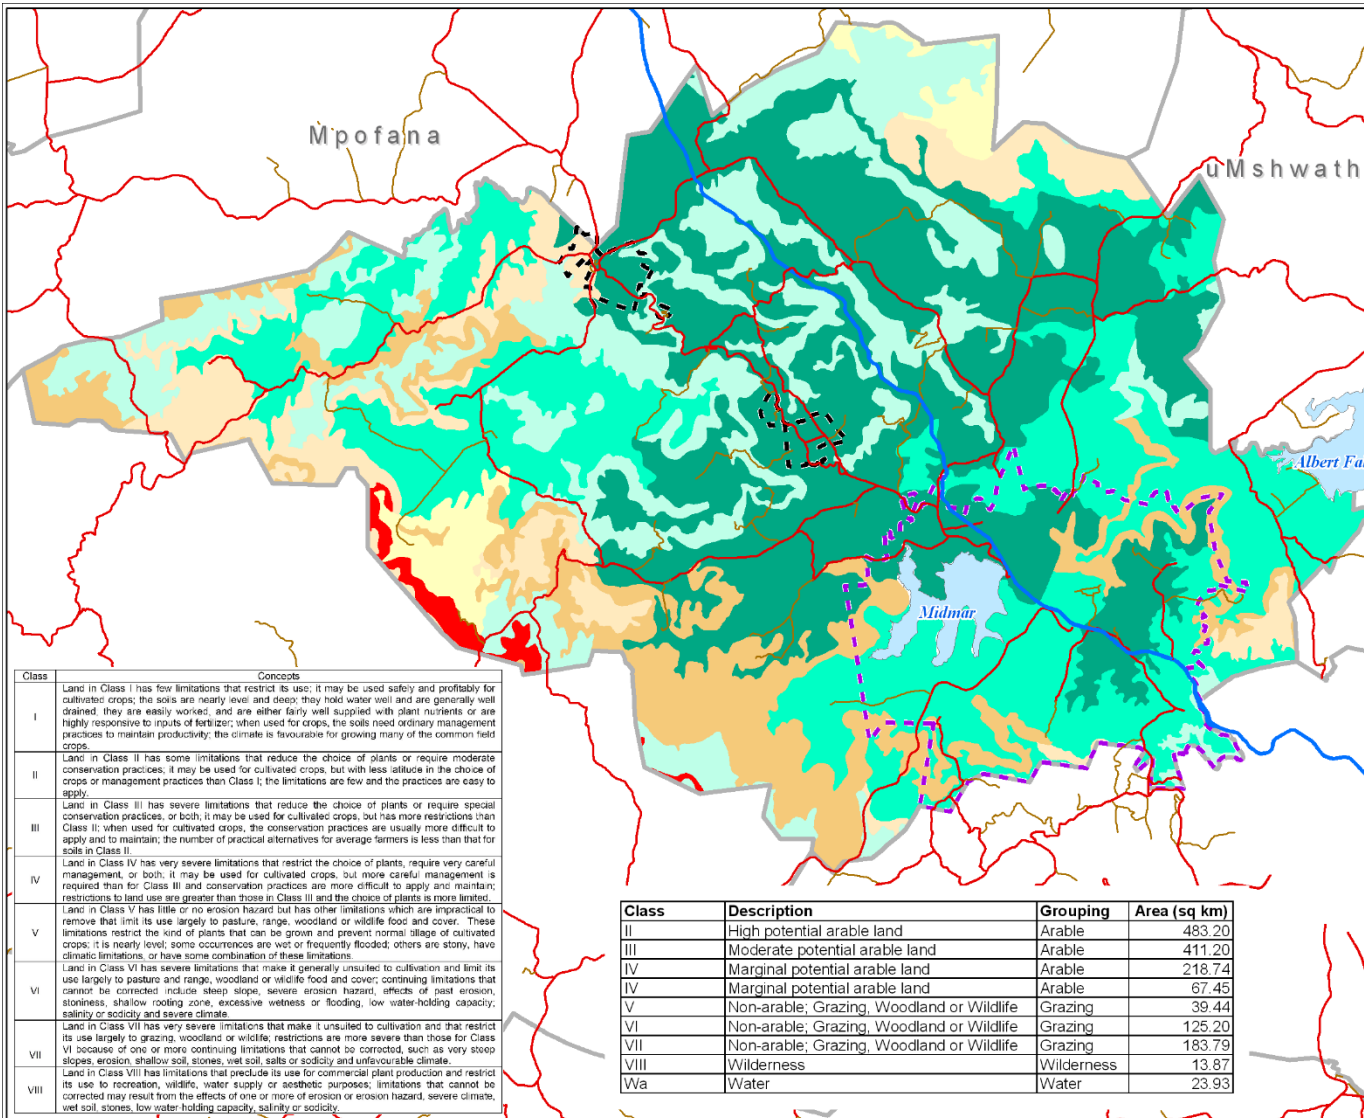 Mpofana
uMshwath
Albert Fa
Midmar
Class Concepts
I
Land in Class I has few limitations that restrict its use; it may be used safely and profitably for
cultivated crops; the soils are nearly level and deep; they hold water well and are generally well
drained; they are easily worked, and are either fairly well supplied with plant nutrients or are
highly responsive to inputs of fertilizer; when used for crops, the soils need ordinary management
practices to maintain productivity; the climate is favourable for growing many of the common field
crops.
II
Land in Class II has some limitations that reduce the choice of plants or require moderate
conservation practices; it may be used for cultivated crops, but with less latitude in the choice of
crops or management practices than Class I; the limitations are few and the practices are easy to
apply.
III
Land in Class III has severe limitations that reduce the choice of plants or require special
conservation practices, or both; it may be used for cultivated crops, but has more restrictions than
Class II; when used for cultivated crops, the conservation practices are usually more difficult to
apply and to maintain; the number of practical alternatives for average farmers is less than that for
soils in Class II.
IV
Land in Class IV has very severe limitations that restrict the choice of plants, require very careful
management, or both; it may be used for cultivated crops, but more careful management is
required than for Class III and conservation practices are more difficult to apply and maintain;
restrictions to land use are greater than those in Class III and the choice of plants is more limited.
V
Land in Class V has little or no erosion hazard but has other limitations which are impractical to
remove that limit its use largely to pasture, range, woodland or wildlife food and cover. These
limitations restrict the kind of plants that can be grown and prevent normal tillage of cultivated
crops; it is nearly level; some occurrences are wet or frequently flooded; others are stony, have
climatic limitations, or have some combination of these limitations.
VI
Land in Class VI has severe limitations that make it generally unsuited to cultivation and limit its
use largely to pasture and range, woodland or wildlife food and cover; continuing limitations that
cannot be corrected include steep slope, severe erosion hazard, effects of past erosion,
stoniness, shallow rooting zone, excessive wetness or flooding, low water-holding capacity;
salinity or sodicity and severe climate.
VII
Land in Class VII has very severe limitations that make it unsuited to cultivation and that restrict
its use largely to grazing, woodland or wildlife; restrictions are more severe than those for Class
VI because of one or more continuing limitations that cannot be corrected, such as very steep
slopes, erosion, shallow soil, stones, wet soil, salts or sodicity and unfavourable climate.
VIII
Land in Class VIII has limitations that preclude its use for commercial plant production and restrict
its use to recreation, wildlife, water supply or aesthetic purposes; limitations that cannot be
corrected may result from the effects of one or more of erosion or erosion hazard, severe climate,
wet soil, stones, low water-holding capacity, salinity or sodicity.
Class Description Grouping Area (sq km)
II High potential arable land Arable 483.20
III Moderate potential arable land Arable 411.20
IV Marginal potential arable land Arable 218.74
IV Marginal potential arable land Arable 67.45
V Non-arable; Grazing, Woodland or Wildlife Grazing 39.44
VI Non-arable; Grazing, Woodland or Wildlife Grazing 125.20
VII Non-arable; Grazing, Woodland or Wildlife Grazing 183.79
VIII Wilderness Wilderness 13.87
Wa Water Water 23.93